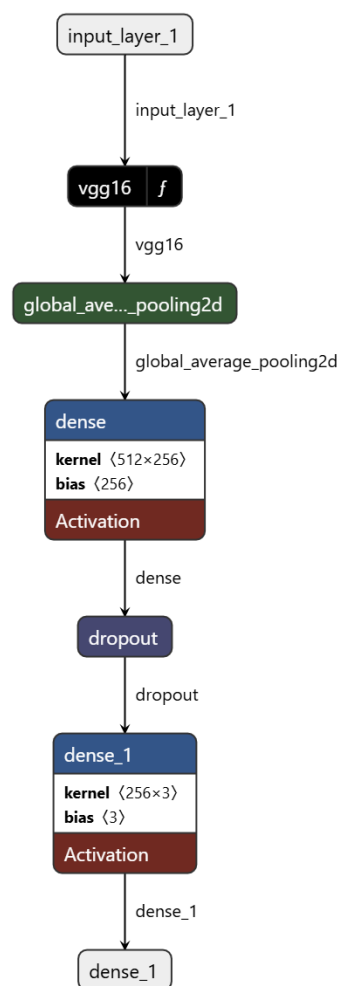 input_layer_1
input_layer_1
vgg16 ƒ
vgg16
global_ave..._pooling2d
global_average_pooling2d
dense
kernel 〈512×256〉
bias 〈256〉
Activation
dense
dropout
dropout
dense_1
kernel 〈256×3〉
bias 〈3〉
Activation
dense_1
dense_1